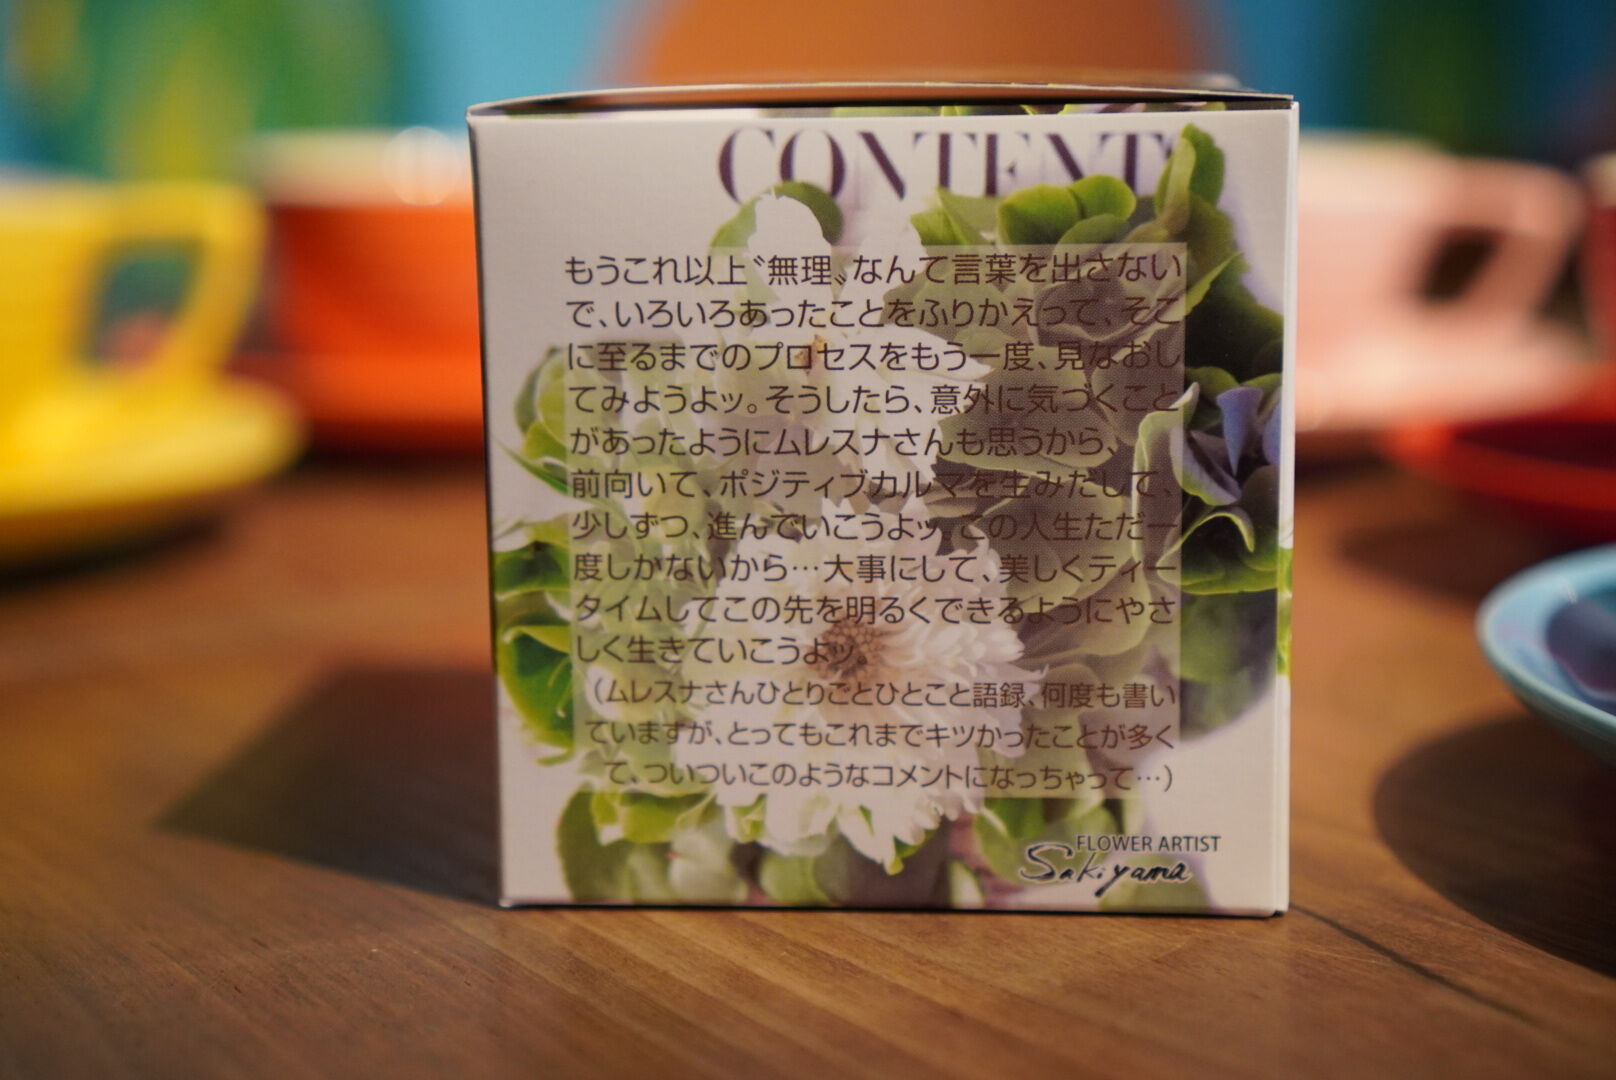 CONTENTS
もうこれ以上〝無理〟なんて言葉を出さない
で、いろいろあったことをふりかえって、そこ
に至るまでのプロセスをもう一度、見なおし
てみようよッ。そうしたら、意外に気づくこと
があったようにムレスナさんも思うから、
前向いて、ポジティブカルマを生みだして、
少しずつ、進んでいこうよッ。この人生ただ一
度しかないから…大事にして、美しくティー
タイムしてこの先を明るくできるようにやさ
しく生きていこうよッ。
(ムレスナさんひとりごとひとこと語録、何度も書い
ていますが、とってもこれまでキツかったことが多く
て、ついついこのようなコメントになっちゃって…)
FLOWER ARTIST
Sakiyama